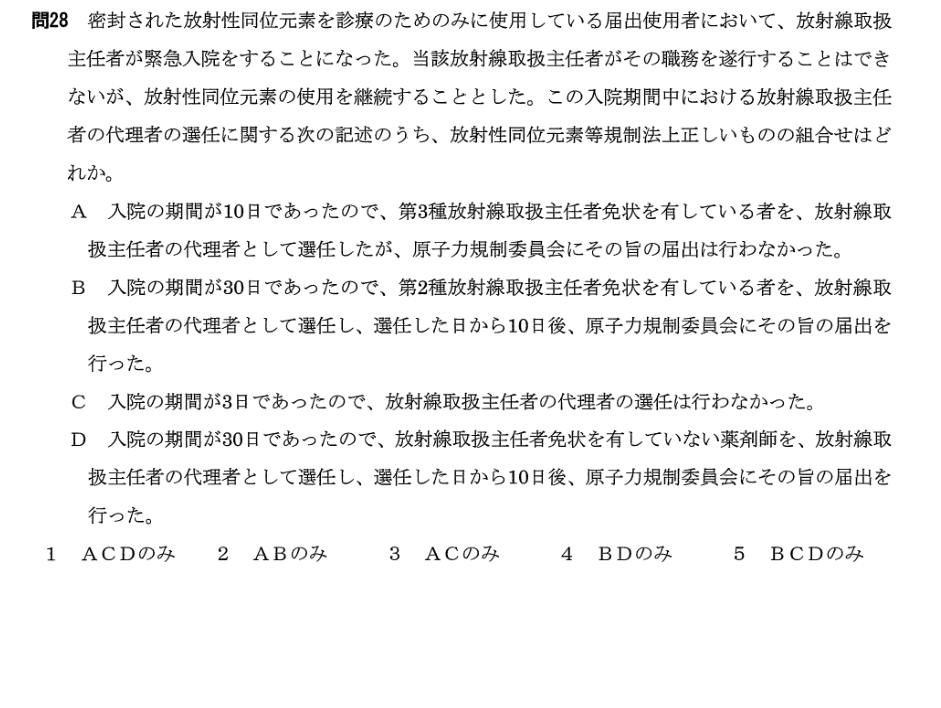 問28 密封された放射性同位元素を診療のためのみに使用している届出使用者において、放射線取扱
主任者が緊急入院をすることになった。当該放射線取扱主任者がその職務を遂行することはでき
ないが、放射性同位元素の使用を継続することとした。この入院期間中における放射線取扱主任
者の代理者の選任に関する次の記述のうち、放射性同位元素等規制法上正しいものの組合せはど
れか。
A 入院の期間が10日であったので、第3種放射線取扱主任者免状を有している者を、放射線取
扱主任者の代理者として選任したが、原子力規制委員会にその旨の届出は行わなかった。
B 入院の期間が30日であったので、第2種放射線取扱主任者免状を有している者を、放射線取
扱主任者の代理者として選任し、選任した日から10日後、原子力規制委員会にその旨の届出を
行った。
C 入院の期間が3日であったので、放射線取扱主任者の代理者の選任は行わなかった。
D 入院の期間が30日であったので、放射線取扱主任者免状を有していない薬剤師を、放射線取
扱主任者の代理者として選任し、選任した日から10日後、原子力規制委員会にその旨の届出を
行った。
1 ACDのみ 2 ABのみ 3 ACのみ 4 BDのみ 5 BCDのみ